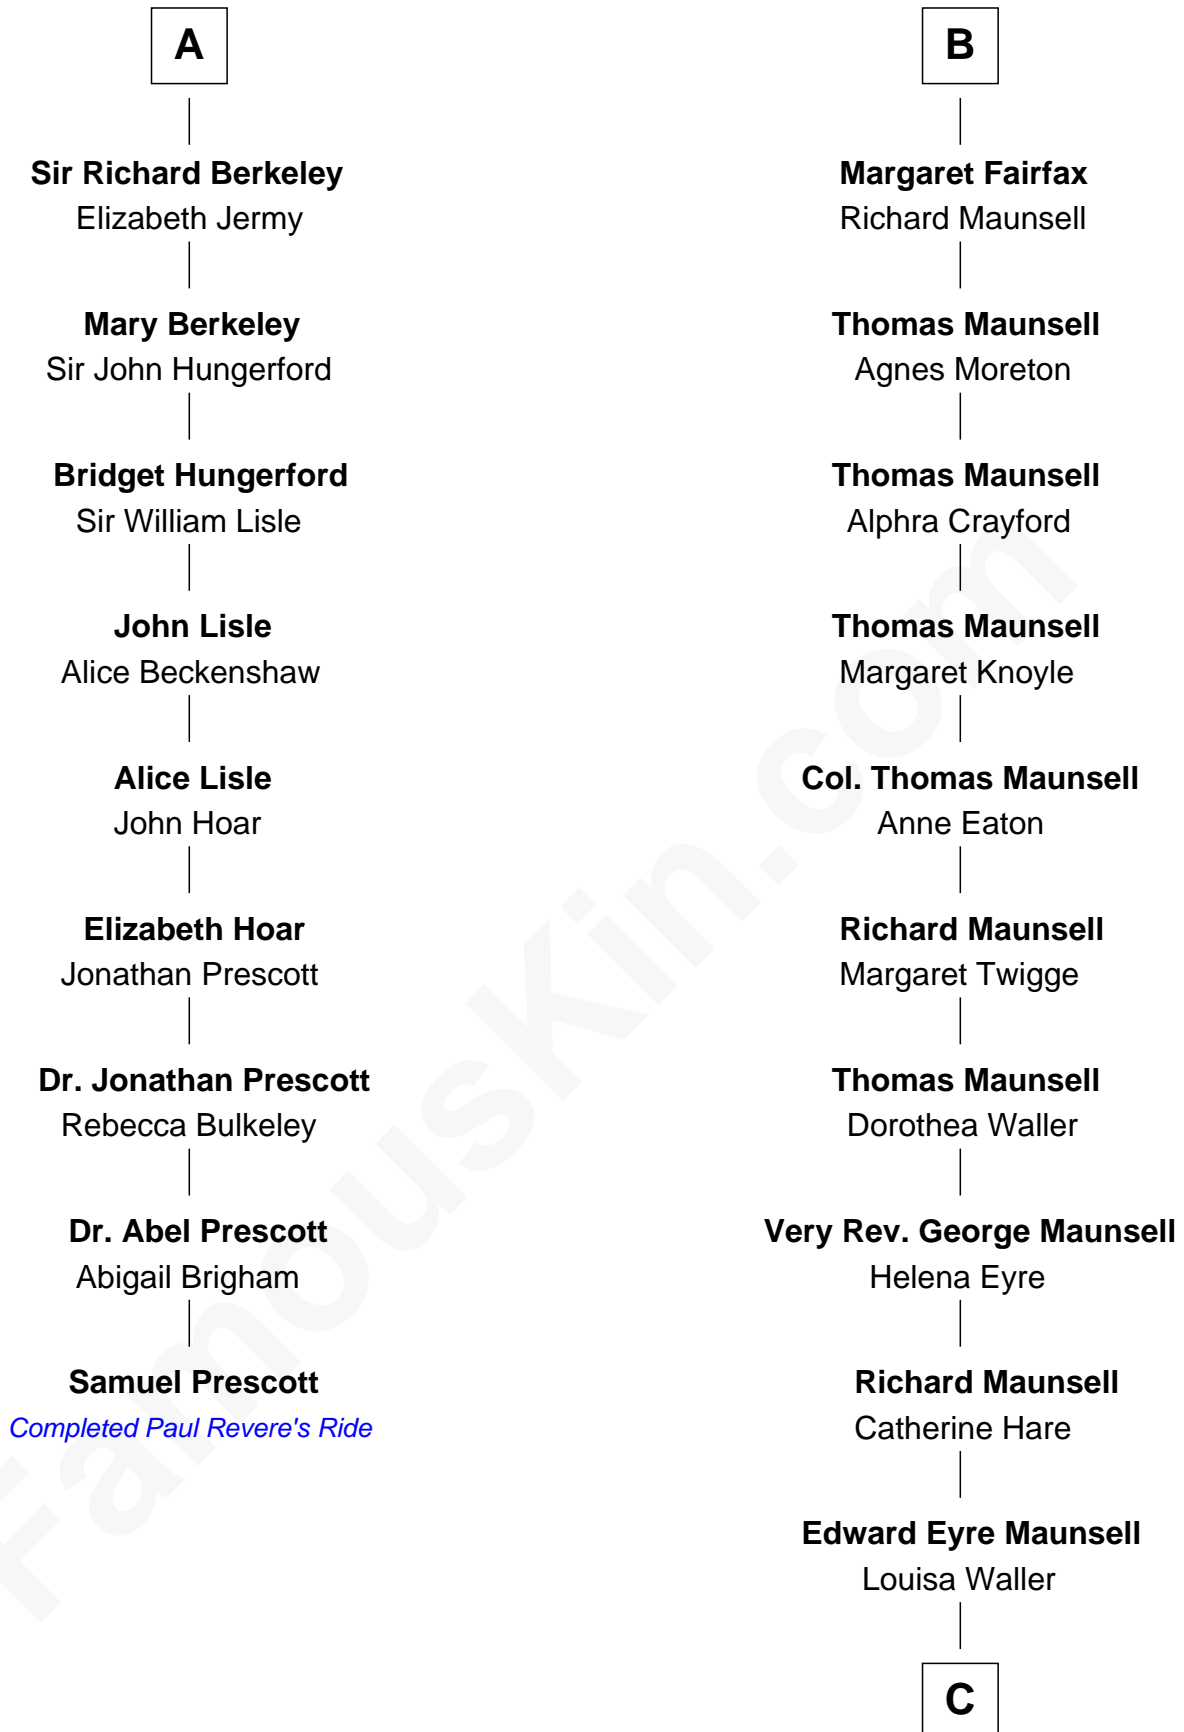 A
Sir Richard Berkeley
Elizabeth Jermy
Mary Berkeley
Sir John Hungerford
Bridget Hungerford
Sir William Lisle
John Lisle
Alice Beckenshaw
Alice Lisle
John Hoar
Elizabeth Hoar
Jonathan Prescott
Dr. Jonathan Prescott
Rebecca Bulkeley
Dr. Abel Prescott
Abigail Brigham
Samuel Prescott
Completed Paul Revere's Ride
B
Margaret Fairfax
Richard Maunsell
Thomas Maunsell
Agnes Moreton
Thomas Maunsell
Alphra Crayford
Thomas Maunsell
Margaret Knoyle
Col. Thomas Maunsell
Anne Eaton
Richard Maunsell
Margaret Twigge
Thomas Maunsell
Dorothea Waller
Very Rev. George Maunsell
Helena Eyre
Richard Maunsell
Catherine Hare
Edward Eyre Maunsell
Louisa Waller
C
FamousKin.com